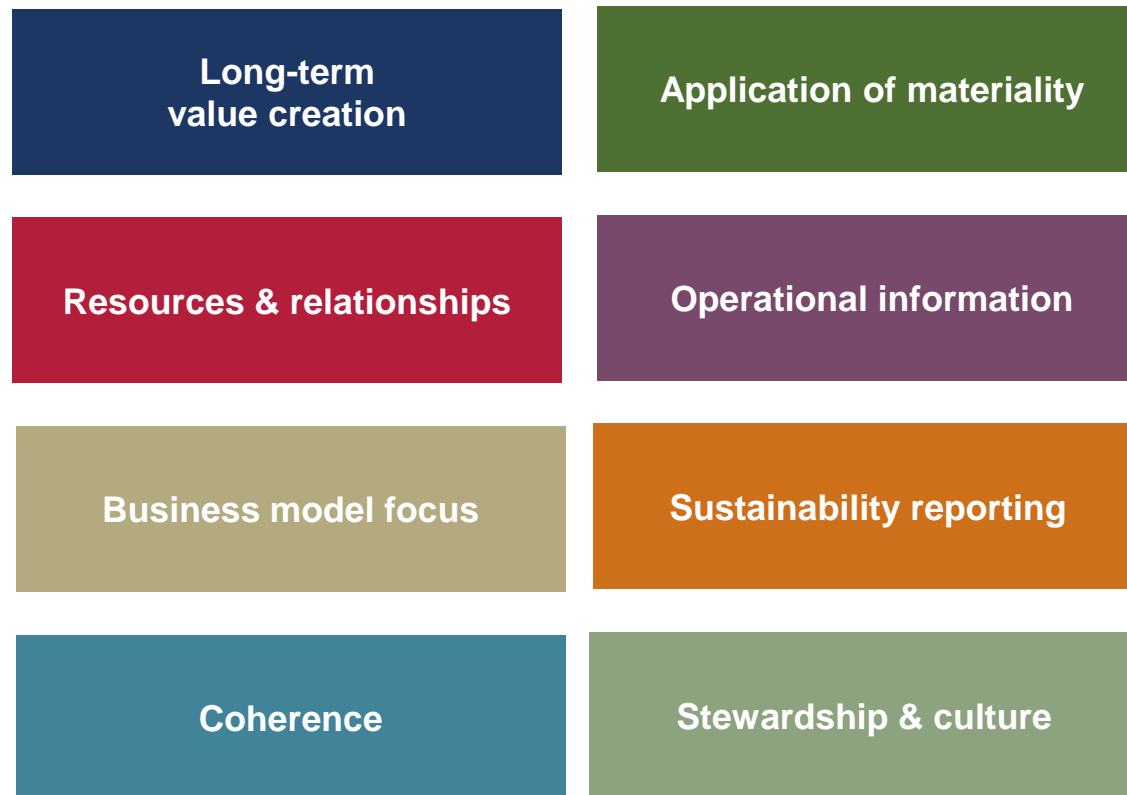 Long-term
value creation
Application of materiality
Resources & relationships
Operational information
Business model focus
Sustainability reporting
Coherence
Stewardship & culture